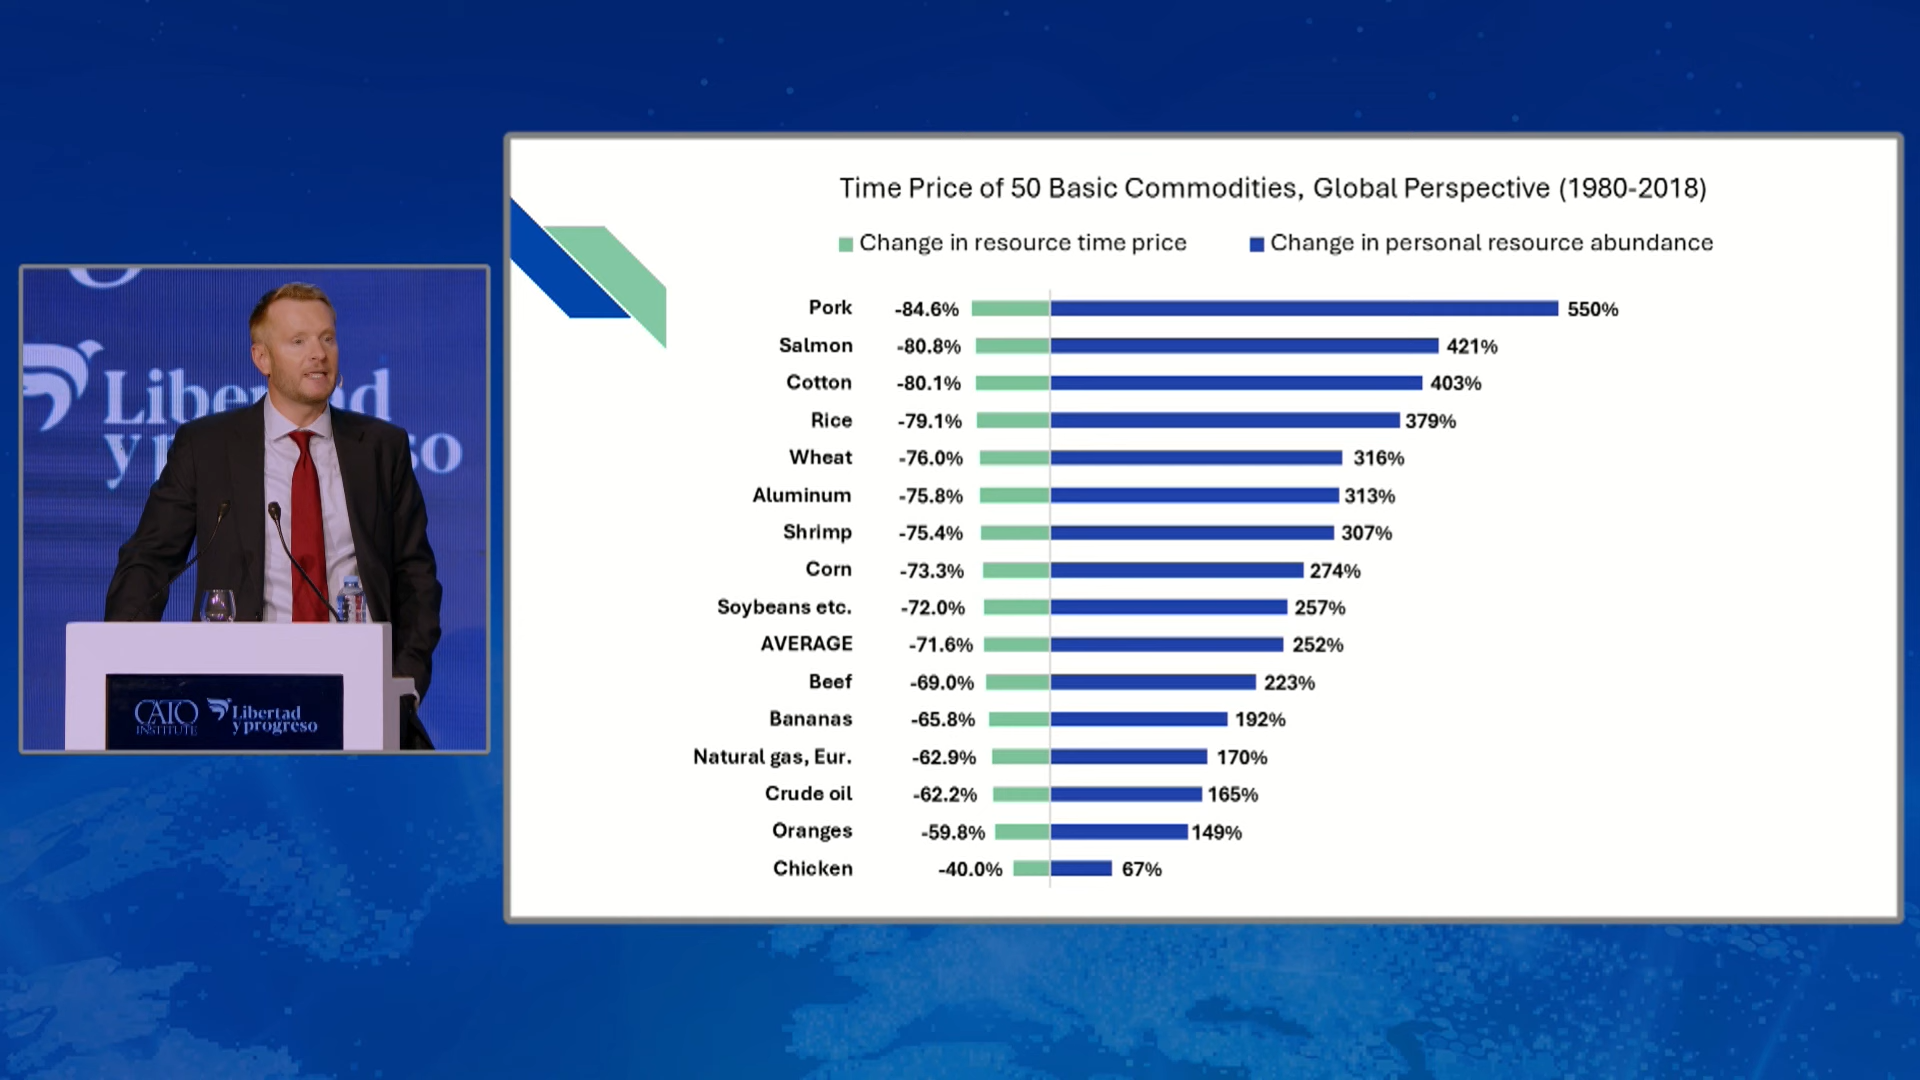 Time Price of 50 Basic Commodities, Global Perspective (1980-2018)
Change in resource time price Change in personal resource abundance
Pork -84.6% 550%
Salmon -80.8% 421%
Cotton -80.1% 403%
Rice -79.1% 379%
Wheat -76.0% 316%
Aluminum -75.8% 313%
Shrimp -75.4% 307%
Corn -73.3% 274%
Soybeans etc. -72.0% 257%
AVERAGE -71.6% 252%
Beef -69.0% 223%
Bananas -65.8% 192%
Natural gas, Eur. -62.9% 170%
Crude oil -62.2% 165%
Oranges -59.8% 149%
Chicken -40.0% 67%
CATO
INSTITUTE
Libertad
y progreso